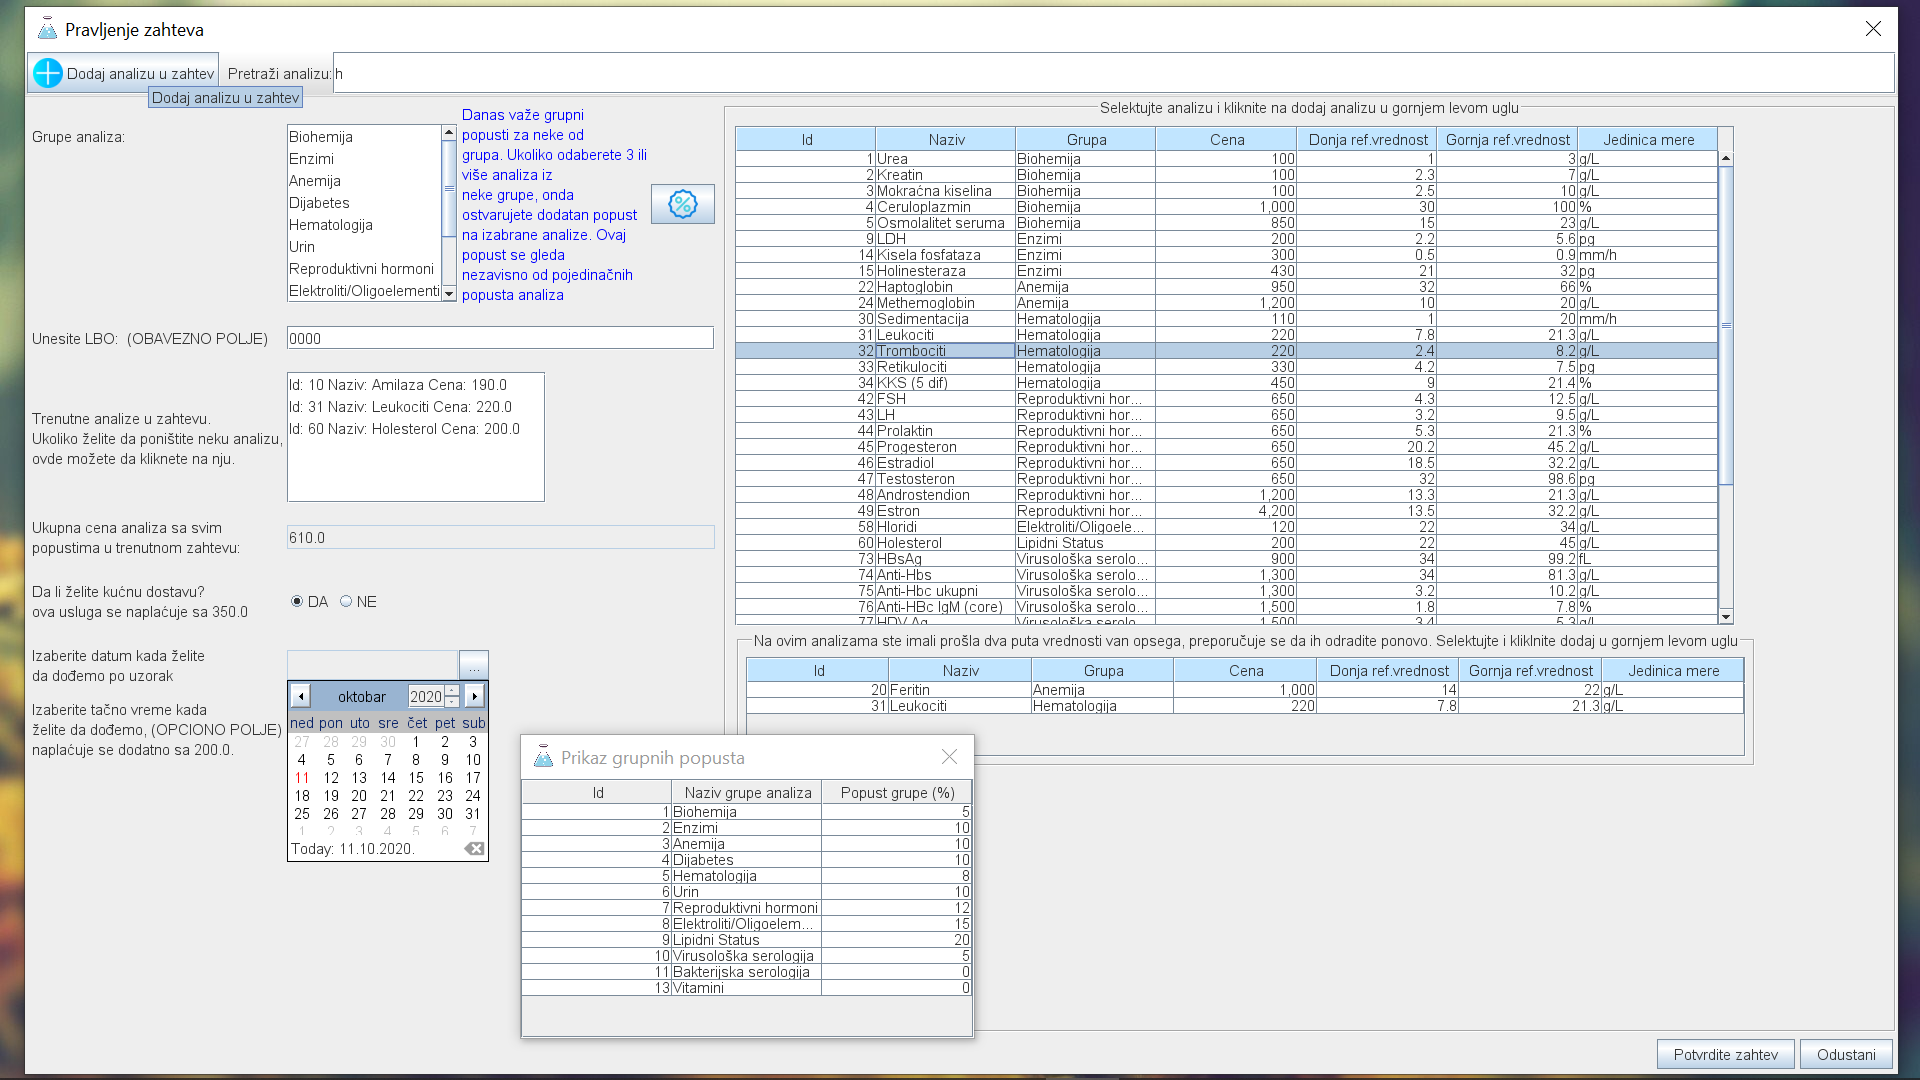 Pravljenje zahteva
Dodaj analizu u zahtev Pretraži analizu: h
Dodaj analizu u zahtev
Grupe analiza:
Biohemija
Enzimi
Anemija
Dijabetes
Hematologija
Urin
Reproduktivni hormoni
Elektroliti/Oligoelementi
Danas važe grupni
popusti za neke od
grupa. Ukoliko odaberete 3 ili
više analiza iz
neke grupe, onda
ostvarujete dodatan popust
na izabrane analize. Ovaj
popust se gleda
nezavisno od pojedinačnih
popusta analiza
%
Unesite LBO: (OBAVEZNO POLJE) 0000
Trenutne analize u zahtevu.
Ukoliko želite da poništite neku analizu,
ovde možete da kliknete na nju.
Id: 10 Naziv: Amilaza Cena: 190.0
Id: 31 Naziv: Leukociti Cena: 220.0
Id: 60 Naziv: Holesterol Cena: 200.0
Ukupna cena analiza sa svim
popustima u trenutnom zahtevu:
610.0
Da li želite kućnu dostavu?
ova usluga se naplaćuje sa 350.0
DA NE
Izaberite datum kada želite
da dođemo po uzorak
...
Izaberite tačno vreme kada
želite da dođemo, (OPCIONO POLJE)
naplaćuje se dodatno sa 200.0.
oktobar 2020
ned pon uto sre čet pet sub
27 28 29 30 1 2 3
4 5 6 7 8 9 10
11 12 13 14 15 16 17
18 19 20 21 22 23 24
25 26 27 28 29 30 31
1 2 3 4 5 6 7
Today: 11.10.2020.
Selektujte analizu i kliknite na dodaj analizu u gornjem levom uglu
Id Naziv Grupa Cena Donja ref.vrednost Gornja ref.vrednost Jedinica mere
1 Urea Biohemija 100 1 3 g/L
2 Kreatin Biohemija 100 2.3 7 g/L
3 Mokraćna kiselina Biohemija 100 2.5 10 g/L
4 Ceruloplazmin Biohemija 1,000 30 100 %
5 Osmolalitet seruma Biohemija 850 15 23 g/L
9 LDH Enzimi 200 2.2 5.6 pg
14 Kisela fosfataza Enzimi 300 0.5 0.9 mm/h
15 Holinesteraza Enzimi 430 21 32 pg
22 Haptoglobin Anemija 950 32 66 %
24 Methemoglobin Anemija 1,200 10 20 g/L
30 Sedimentacija Hematologija 110 1 20 mm/h
31 Leukociti Hematologija 220 7.8 21.3 g/L
32 Trombociti Hematologija 220 2.4 8.2 g/L
33 Retikulociti Hematologija 330 4.2 7.5 pg
34 KKS (5 dif) Hematologija 450 9 21.4 %
42 FSH Reproduktivni hor... 650 4.3 12.5 g/L
43 LH Reproduktivni hor... 650 3.2 9.5 g/L
44 Prolaktin Reproduktivni hor... 650 5.3 21.3 %
45 Progesteron Reproduktivni hor... 650 20.2 45.2 g/L
46 Estradiol Reproduktivni hor... 650 18.5 32.2 g/L
47 Testosteron Reproduktivni hor... 650 32 98.6 pg
48 Androstendion Reproduktivni hor... 1,200 13.3 21.3 g/L
49 Estron Reproduktivni hor... 4,200 13.5 32.2 g/L
58 Hloridi Elektroliti/Oligoele... 120 22 34 g/L
60 Holesterol Lipidni Status 200 22 45 g/L
73 HBsAg Virusološka serolo... 900 34 99.2 fL
74 Anti-Hbs Virusološka serolo... 1,300 34 81.3 g/L
75 Anti-Hbc ukupni Virusološka serolo... 1,300 3.2 10.2 g/L
76 Anti-HBc IgM (core) Virusološka serolo... 1,500 1.8 7.8 %
77 HDV Ag Virusološka serolo... 1,500 3.4 5.3 g/L
Na ovim analizama ste imali prošla dva puta vrednosti van opsega, preporučuje se da ih odradite ponovo. Selektujte i kliklnite dodaj u gornjem levom uglu
Id Naziv Grupa Cena Donja ref.vrednost Gornja ref.vrednost Jedinica mere
20 Feritin Anemija 1,000 14 22 g/L
31 Leukociti Hematologija 220 7.8 21.3 g/L
Prikaz grupnih popusta
Id Naziv grupe analiza Popust grupe (%)
1 Biohemija 5
2 Enzimi 10
3 Anemija 10
4 Dijabetes 10
5 Hematologija 8
6 Urin 10
7 Reproduktivni hormoni 12
8 Elektroliti/Oligoelem... 15
9 Lipidni Status 20
10 Virusološka serologija 5
11 Bakterijska serologija 0
13 Vitamini 0
Potvrdite zahtev Odustani